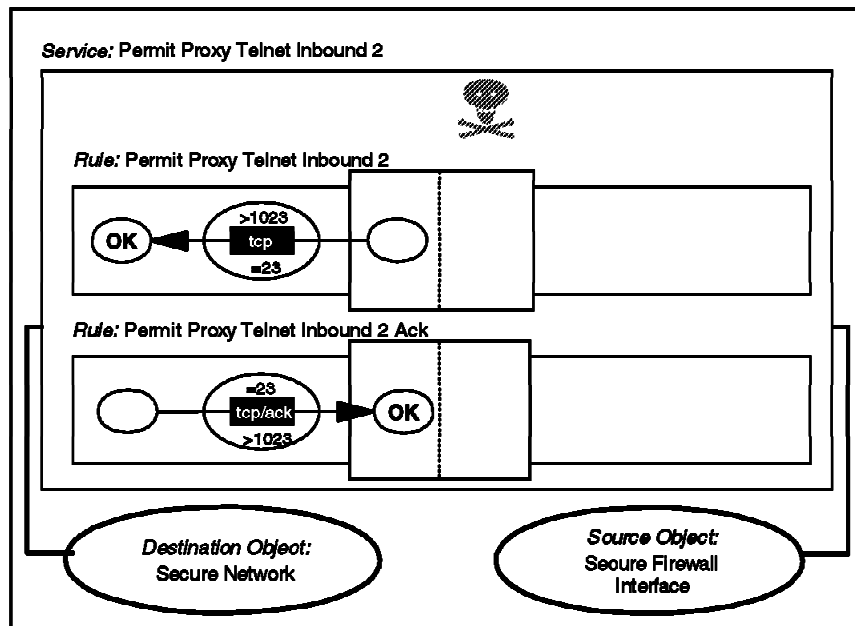 Service: Permit Proxy Telnet Inbound 2
Rule: Permit Proxy Telnet Inbound 2
>1023
OK
tcp
=23
Rule: Permit Proxy Telnet Inbound 2 Ack
=23
tcp/ack
OK
>1023
Destination Object:
Secure Network
Source Object:
Secure Firewall
Interface